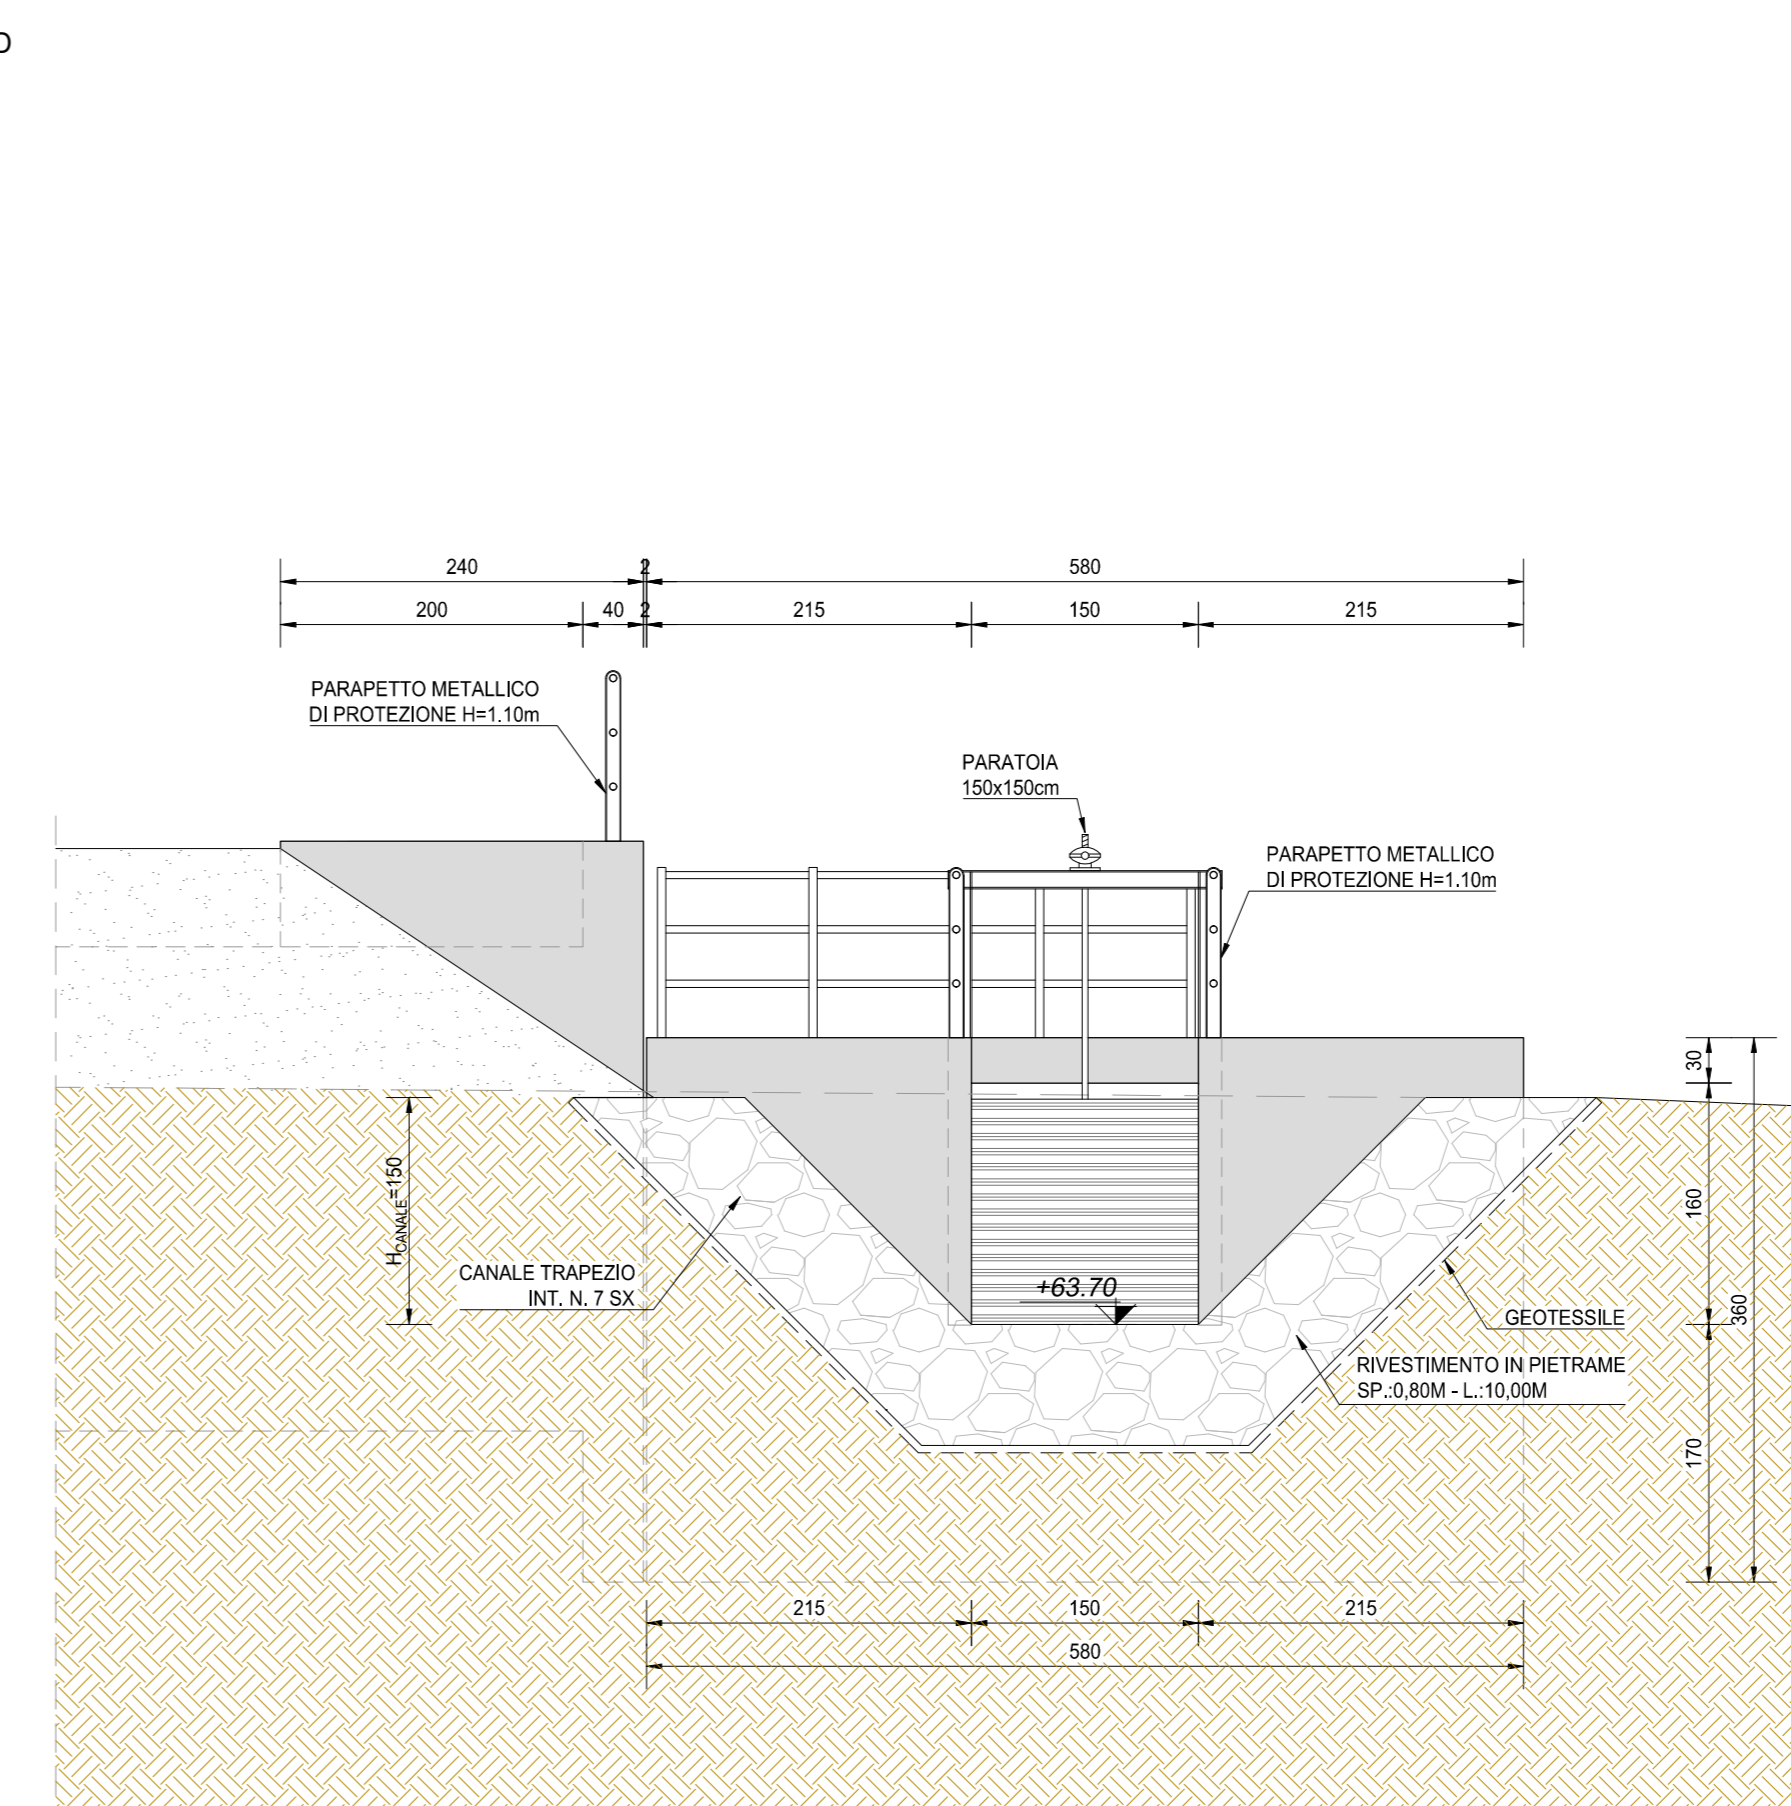 O
240
2
580
200
40
2
215
150
215
PARAPETTO METALLICO
DI PROTEZIONE H=1.10m
PARATOIA
150x150cm
PARAPETTO METALLICO
DI PROTEZIONE H=1.10m
30
HCANALE=150
160
CANALE TRAPEZIO
INT. N. 7 SX
+63.70
360
GEOTESSILE
RIVESTIMENTO IN PIETRAME
SP.:0,80M - L.:10,00M
170
215
150
215
580